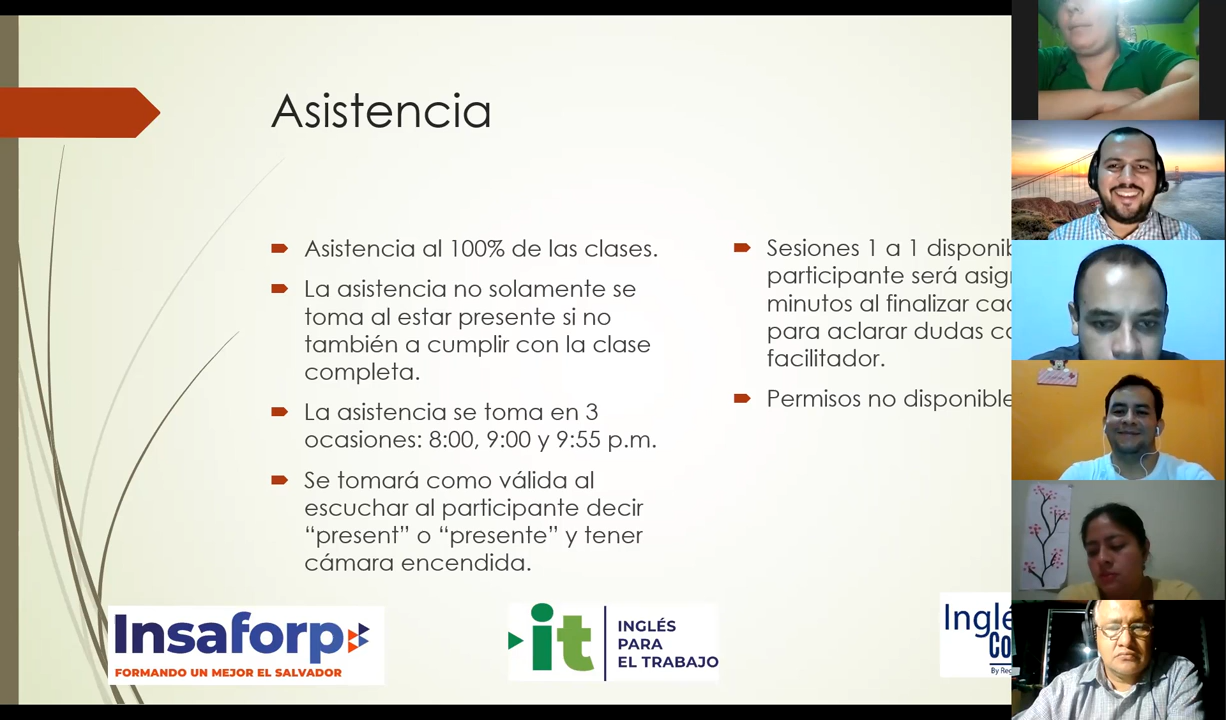 Asistencia
Asistencia al 100% de las clases.
La asistencia no solamente se
toma al estar presente si no
también a cumplir con la clase
completa.
La asistencia se toma en 3
ocasiones: 8:00, 9:00 y 9:55 p.m.
Se tomará como válida al
escuchar al participante decir
“present” o “presente” y tener
cámara encendida.
Sesiones 1 a 1
participante será
minutos al finalizar
para aclarar dudas
facilitador.
Permisos no
Insaforp
FORMANDO UN MEJOR EL SALVADOR
it
INGLÉS
PARA
EL TRABAJO
By